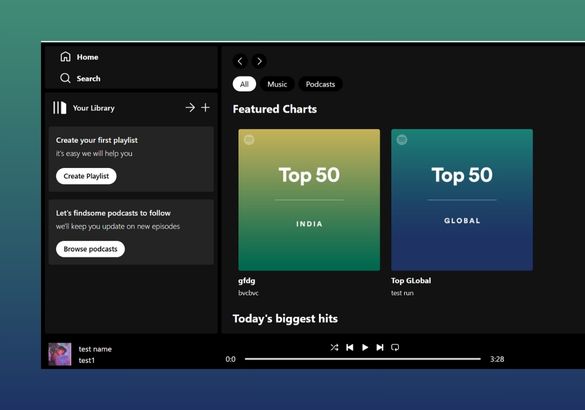 Home
Search
Your Library
Create your first playlist
it's easy we will help you
Create Playlist
Let's findsome podcasts to follow
we'll keep you update on new episodes
Browse podcasts
All
Music
Podcasts
Featured Charts
Top 50
INDIA
gfdg
bvcbvc
Top 50
GLOBAL
Top GLobal
test run
Today's biggest hits
test name
test1
0:0
3:28